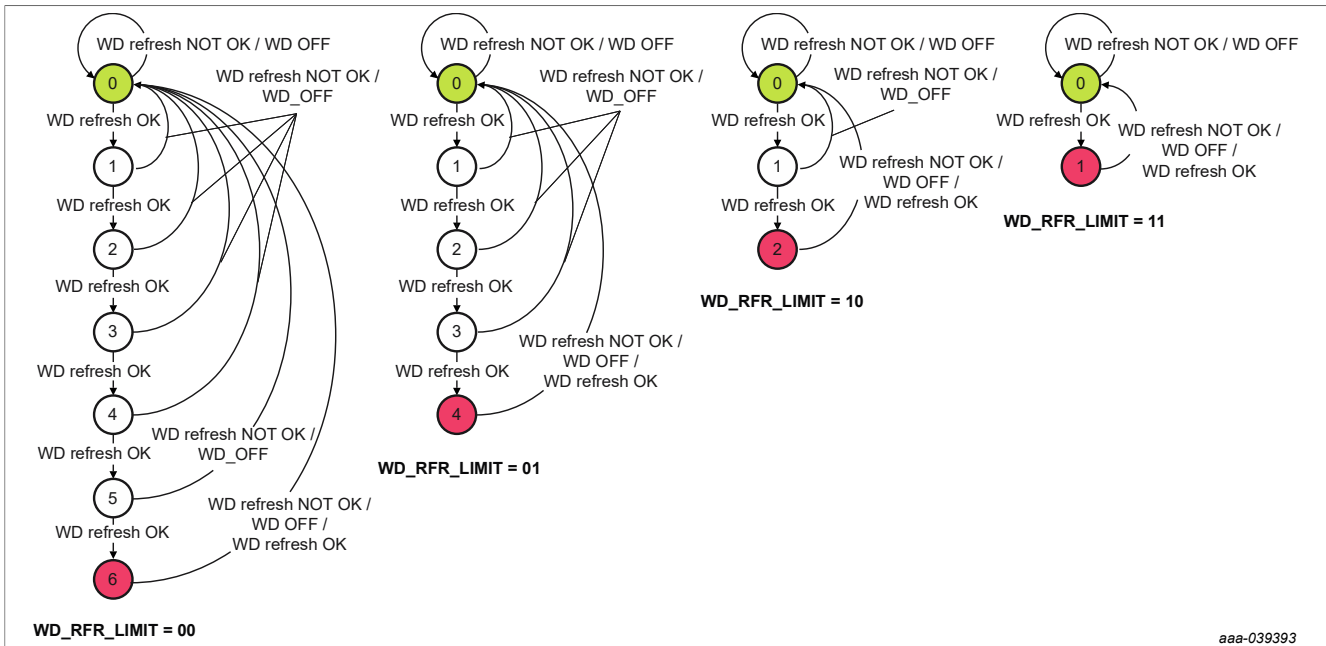 WD refresh NOT OK / WD OFF
0
WD refresh NOT OK /
WD_OFF
WD refresh OK
1
WD refresh OK
2
WD refresh OK
3
WD refresh OK
4
WD refresh NOT OK /
WD_OFF
WD refresh OK
5
WD refresh NOT OK /
WD OFF /
WD refresh OK
WD refresh OK
6
WD_RFR_LIMIT = 00
WD refresh NOT OK / WD OFF
0
WD refresh NOT OK /
WD_OFF
WD refresh OK
1
WD refresh OK
2
WD refresh OK
3
WD refresh NOT OK /
WD OFF /
WD refresh OK
WD refresh OK
4
WD_RFR_LIMIT = 01
WD refresh NOT OK / WD OFF
0
WD refresh NOT OK /
WD_OFF
WD refresh OK
1
WD refresh NOT OK /
WD OFF /
WD refresh OK
WD refresh OK
2
WD_RFR_LIMIT = 10
WD refresh NOT OK / WD OFF
0
WD refresh OK
WD refresh NOT OK /
WD OFF /
WD refresh OK
1
WD_RFR_LIMIT = 11
aaa-039393